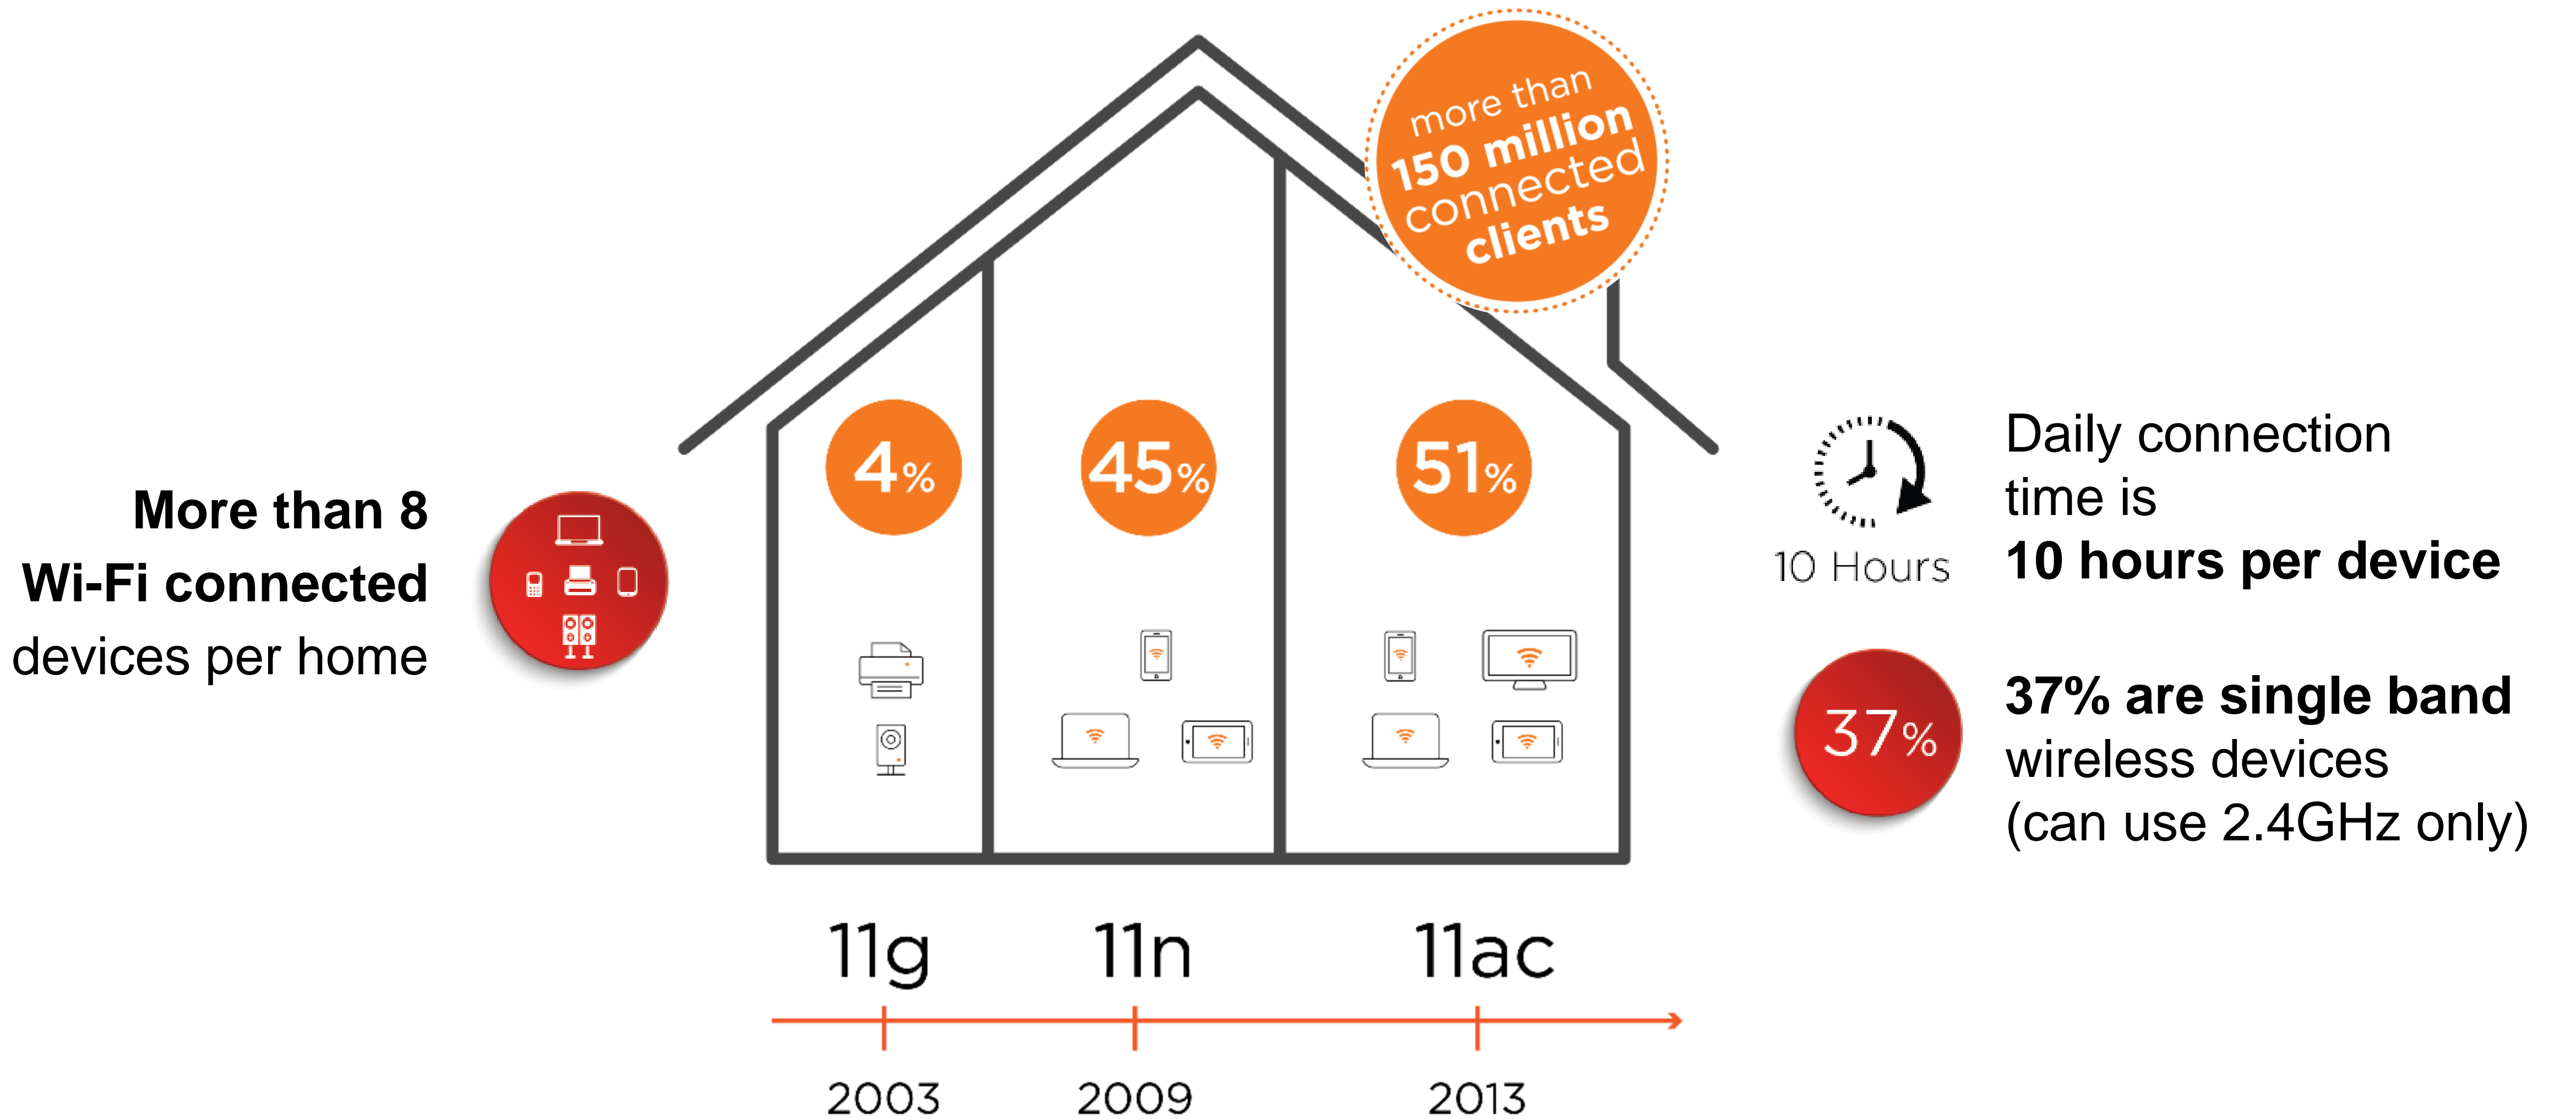 more than
150 million
connected
clients
More than 8
Wi-Fi connected
devices per home
4%
45%
51%
10 Hours
Daily connection
time is
10 hours per device
37%
37% are single band
wireless devices
(can use 2.4GHz only)
11g
11n
11ac
2003
2009
2013